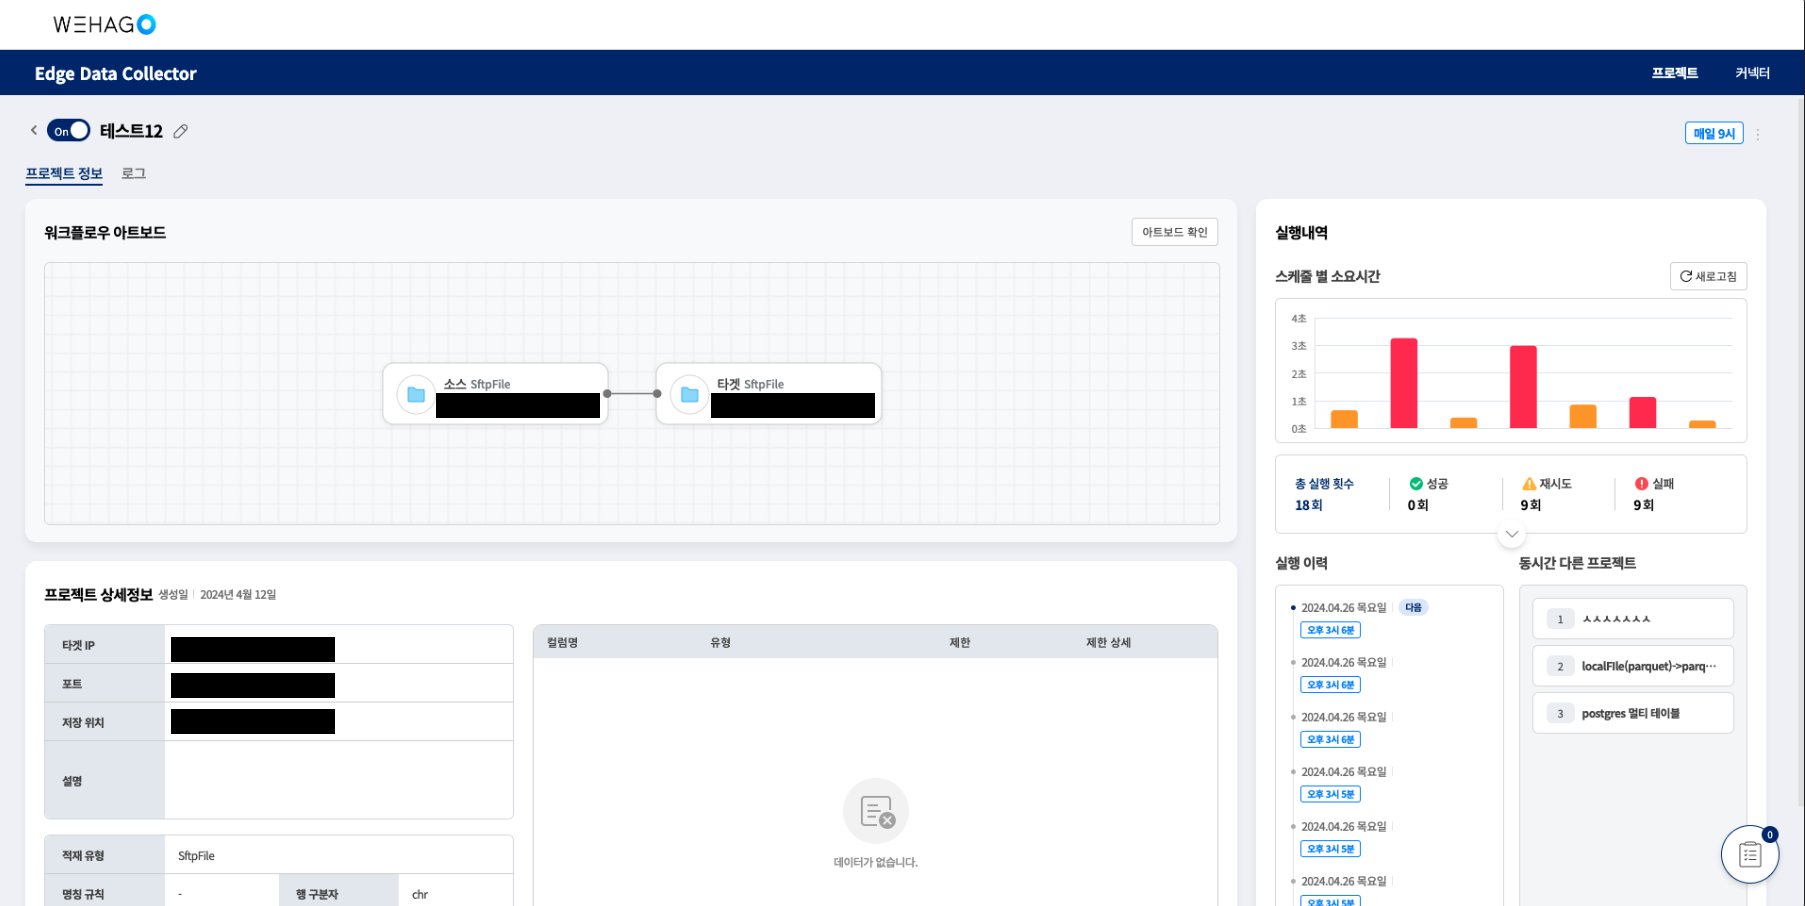 WEHAGO
Edge Data Collector
프로젝트
커넥터
On
테스트12
매일 9시
프로젝트 정보
로그
워크플로우 아트보드
아트보드 확인
소스 SftpFile
타겟 SftpFile
실행내역
스케줄 별 소요시간
새로고침
4초
3초
2초
1초
0초
총 실행 횟수
18 회
성공
0 회
재시도
9 회
실패
9 회
프로젝트 상세정보 생성일 2024년 4월 12일
타겟 IP
포트
저장 위치
설명
적재 유형 SftpFile
명칭 규칙 - 행 구분자 chr
컬럼명 유형 제한 제한 상세
데이터가 없습니다.
실행 이력
2024.04.26 목요일 다음
오후 3시 6분
2024.04.26 목요일
오후 3시 6분
2024.04.26 목요일
오후 3시 6분
2024.04.26 목요일
오후 3시 5분
2024.04.26 목요일
오후 3시 5분
2024.04.26 목요일
오후 3시 5분
동시간 다른 프로젝트
1 ㅅㅅㅅㅅㅅㅅㅅ
2 localFIle(parquet)->parq...
3 postgres 멀티 테이블
0